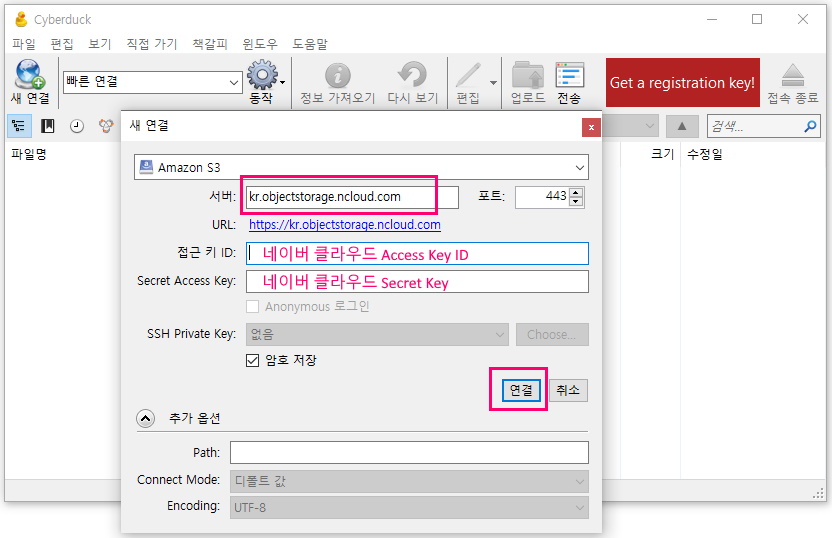 Cyberduck
파일 편집 보기 직접 가기 책갈피 윈도우 도움말
새 연결 빠른 연결 동작 정보 가져오기 다시 보기 편집 업로드 전송 Get a registration key! 접속 종료
검색...
파일명 크기 수정일
새 연결 x
Amazon S3
서버: kr.objectstorage.ncloud.com 포트: 443
URL: https://kr.objectstorage.ncloud.com
접근 키 ID: 네이버 클라우드 Access Key ID
Secret Access Key: 네이버 클라우드 Secret Key
Anonymous 로그인
SSH Private Key: 없음 Choose...
암호 저장
연결 취소
추가 옵션
Path:
Connect Mode: 디폴트 값
Encoding: UTF-8